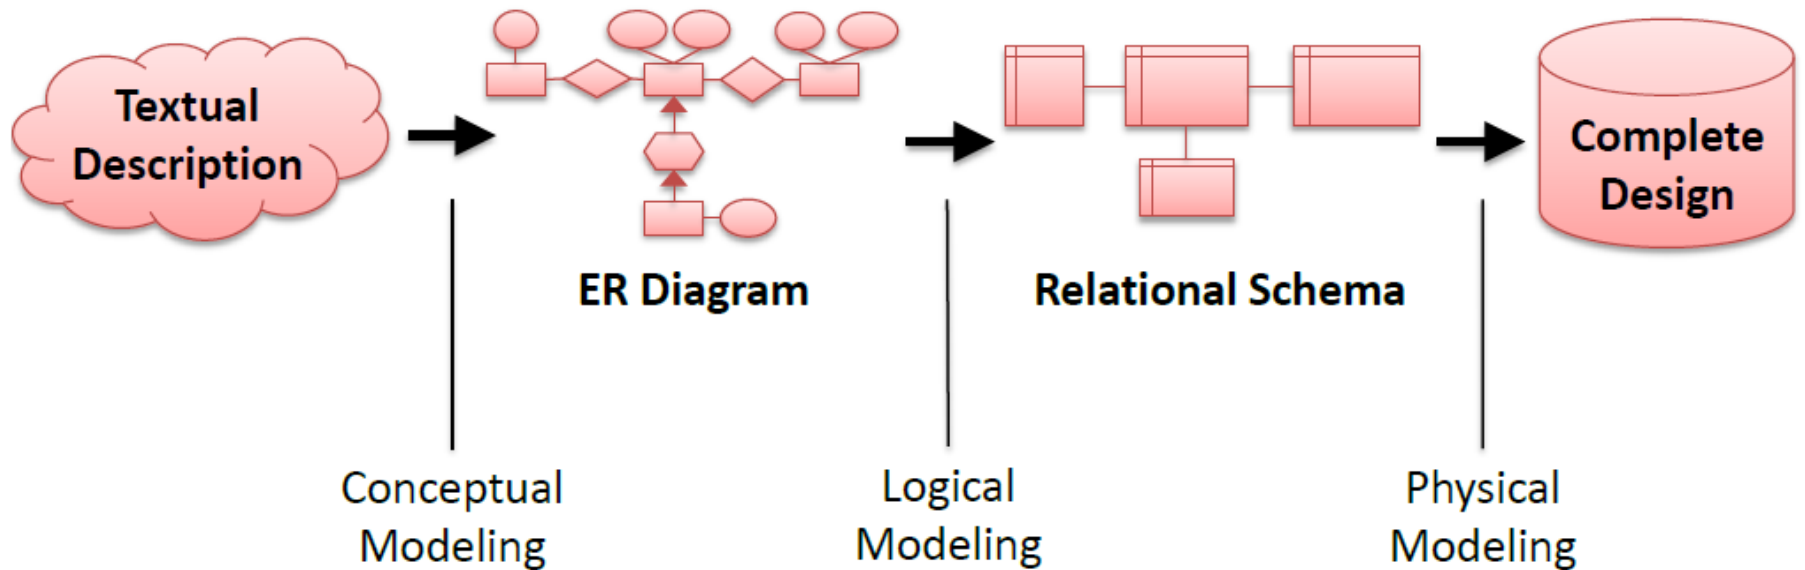 Textual
Description
ER Diagram
Relational Schema
Complete
Design
Conceptual
Modeling
Logical
Modeling
Physical
Modeling